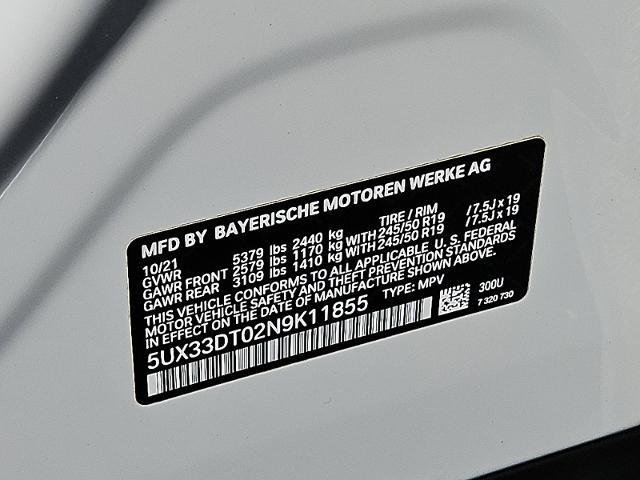 MFD BY BAYERISCHE MOTOREN WERKE AG
10/21 TIRE / RIM
GVWR 5379 lbs 2440 kg
GAWR FRONT 2579 lbs 1170 kg WITH 245/50 R19 / 7.5J x 19
GAWR REAR 3109 lbs 1410 kg WITH 245/50 R19 / 7.5J x 19
THIS VEHICLE CONFORMS TO ALL APPLICABLE U. S. FEDERAL
MOTOR VEHICLE SAFETY AND THEFT PREVENTION STANDARDS
IN EFFECT ON THE DATE OF MANUFACTURE SHOWN ABOVE.
5UX33DT02N9K11855 TYPE: MPV 300U
7 320 730